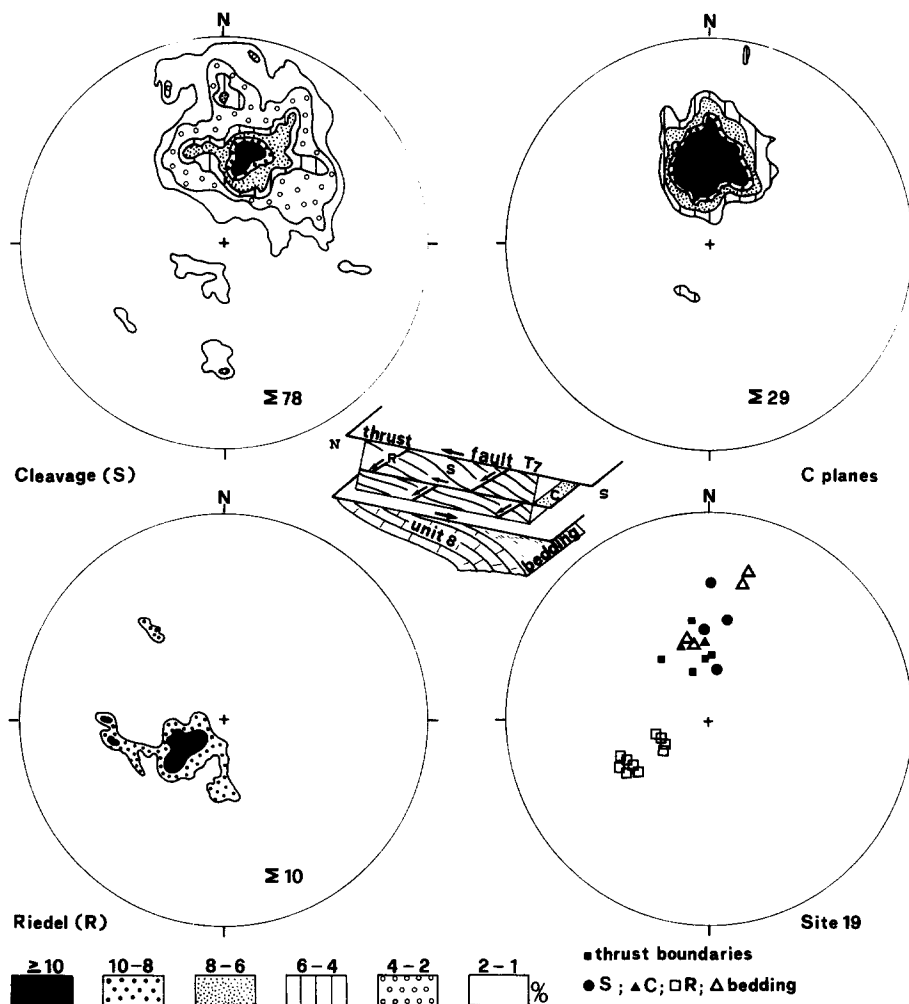 N
N
Σ 78
Σ 29
N thrust fault T7
R S C S
unit 8
bedding
Cleavage (S)
C planes
N
N
Σ 10
Riedel (R)
Site 19
≥10 10-8 8-6 6-4 4-2 2-1 %
■ thrust boundaries
● S ; ▲ C; □ R; △ bedding